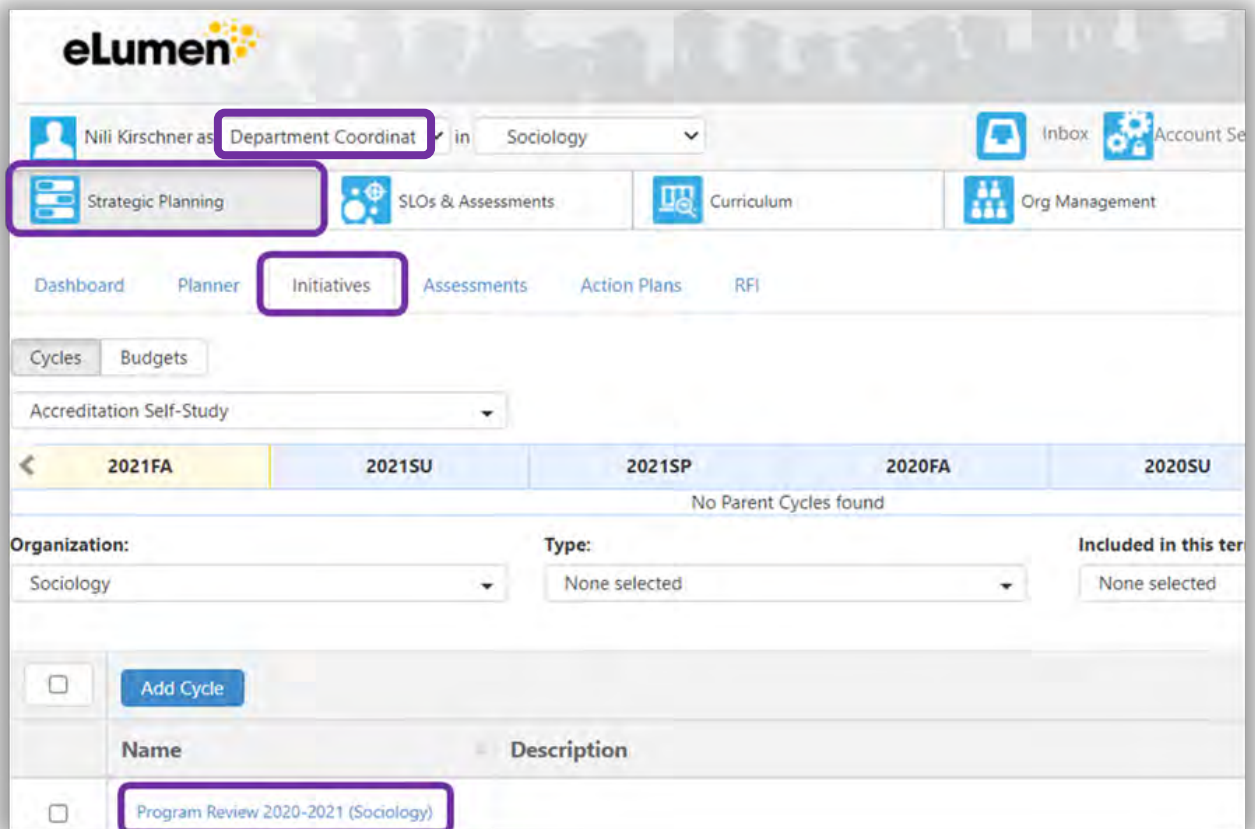 eLumen
Nili Kirschner as Department Coordinat in Sociology Inbox Account Se
Strategic Planning SLOs & Assessments Curriculum Org Management
Dashboard Planner Initiatives Assessments Action Plans RFI
Cycles Budgets
Accreditation Self-Study
2021FA 2021SU 2021SP 2020FA 2020SU
No Parent Cycles found
Organization: Type: Included in this ter
Sociology None selected None selected
Add Cycle
Name Description
Program Review 2020-2021 (Sociology)